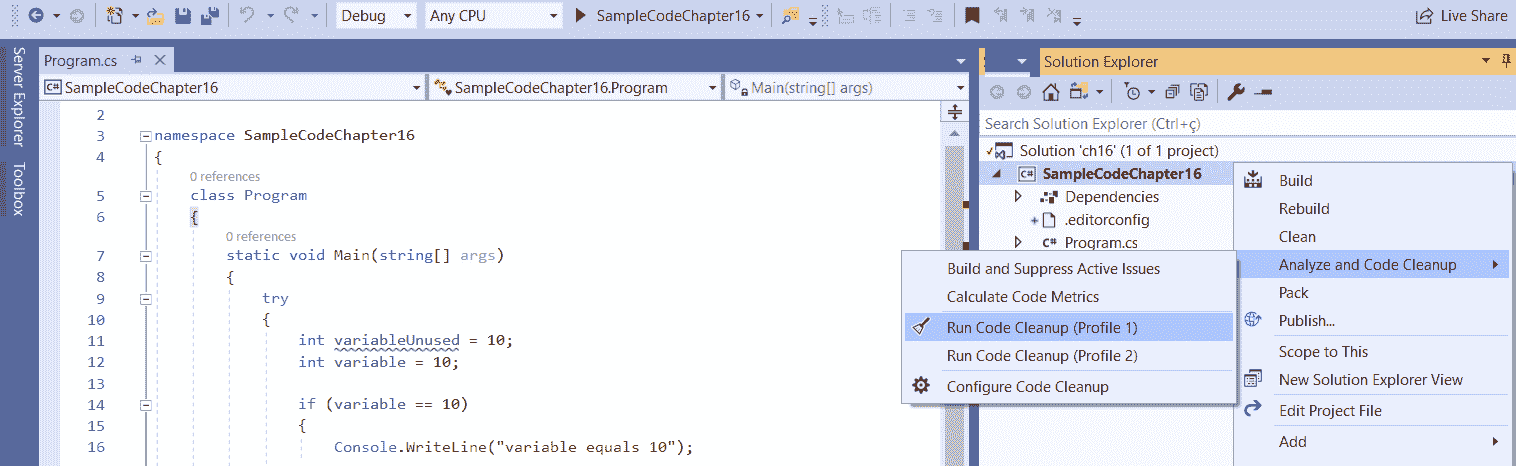 Debug
Any CPU
SampleCodeChapter16
Live Share
Server Explorer
Toolbox
Program.cs
C# SampleCodeChapter16
SampleCodeChapter16.Program
Main(string[] args)
2
3 namespace SampleCodeChapter16
4 {
0 references
5 class Program
6 {
0 references
7 static void Main(string[] args)
8 {
9 try
10 {
11 int variableUnused = 10;
12 int variable = 10;
13
14 if (variable == 10)
15 {
16 Console.WriteLine("variable equals 10");
Solution Explorer
Search Solution Explorer (Ctrl+ç)
Solution 'ch16' (1 of 1 project)
C# SampleCodeChapter16
Dependencies
.editorconfig
C# Program.cs
Build
Rebuild
Clean
Analyze and Code Cleanup
Pack
Publish...
Scope to This
New Solution Explorer View
Edit Project File
Add
Build and Suppress Active Issues
Calculate Code Metrics
Run Code Cleanup (Profile 1)
Run Code Cleanup (Profile 2)
Configure Code Cleanup